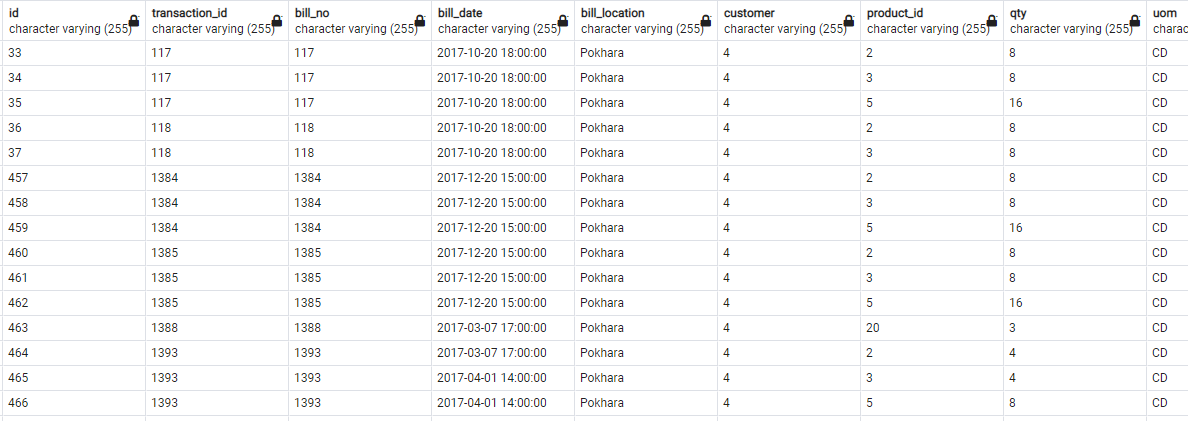 id transaction_id bill_no bill_date bill_location customer product_id qty uom
character varying (255) character varying (255) character varying (255) character varying (255) character varying (255) character varying (255) character varying (255) character varying (255) charac
33 117 117 2017-10-20 18:00:00 Pokhara 4 2 8 CD
34 117 117 2017-10-20 18:00:00 Pokhara 4 3 8 CD
35 117 117 2017-10-20 18:00:00 Pokhara 4 5 16 CD
36 118 118 2017-10-20 18:00:00 Pokhara 4 2 8 CD
37 118 118 2017-10-20 18:00:00 Pokhara 4 3 8 CD
457 1384 1384 2017-12-20 15:00:00 Pokhara 4 2 8 CD
458 1384 1384 2017-12-20 15:00:00 Pokhara 4 3 8 CD
459 1384 1384 2017-12-20 15:00:00 Pokhara 4 5 16 CD
460 1385 1385 2017-12-20 15:00:00 Pokhara 4 2 8 CD
461 1385 1385 2017-12-20 15:00:00 Pokhara 4 3 8 CD
462 1385 1385 2017-12-20 15:00:00 Pokhara 4 5 16 CD
463 1388 1388 2017-03-07 17:00:00 Pokhara 4 20 3 CD
464 1393 1393 2017-03-07 17:00:00 Pokhara 4 2 4 CD
465 1393 1393 2017-04-01 14:00:00 Pokhara 4 3 4 CD
466 1393 1393 2017-04-01 14:00:00 Pokhara 4 5 8 CD